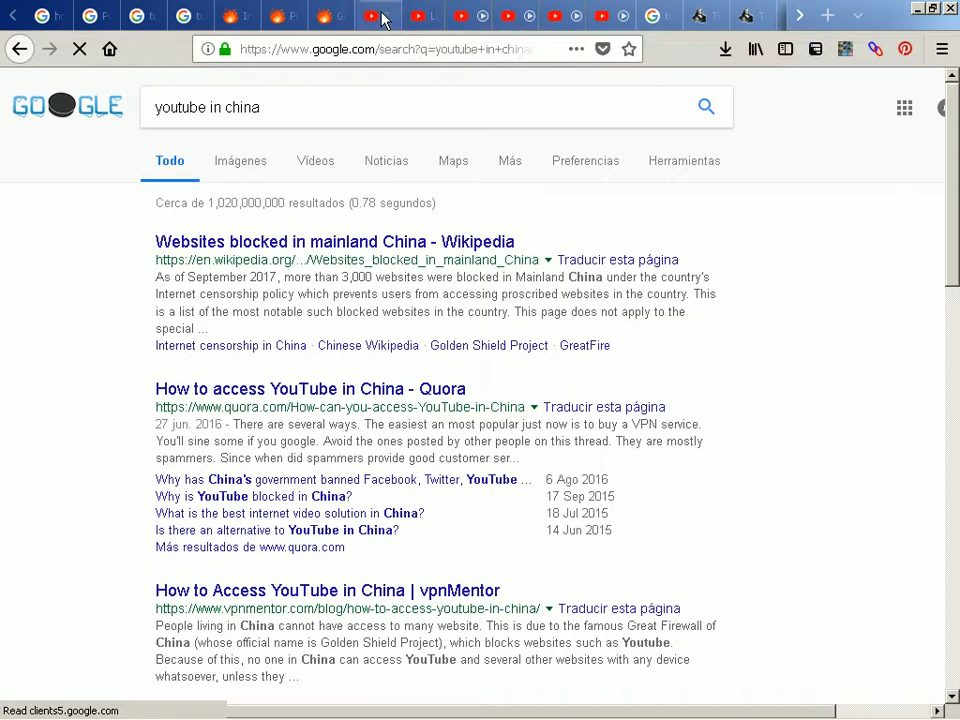 https://www.google.com/search?q=youtube+in+china
GOOGLE
youtube in china
Todo Imágenes Vídeos Noticias Maps Más Preferencias Herramientas
Cerca de 1,020,000,000 resultados (0.78 segundos)
Websites blocked in mainland China - Wikipedia
https://en.wikipedia.org/.../Websites_blocked_in_mainland_China Traducir esta página
As of September 2017, more than 3,000 websites were blocked in Mainland China under the country's
Internet censorship policy which prevents users from accessing proscribed websites in the country. This
is a list of the most notable such blocked websites in the country. This page does not apply to the
special ...
Internet censorship in China · Chinese Wikipedia · Golden Shield Project · GreatFire
How to access YouTube in China - Quora
https://www.quora.com/How-can-you-access-YouTube-in-China Traducir esta página
27 jun. 2016 - There are several ways. The easiest an most popular just now is to buy a VPN service.
You'll sine some if you google. Avoid the ones posted by other people on this thread. They are mostly
spammers. Since when did spammers provide good customer ser...
Why has China's government banned Facebook, Twitter, YouTube ... 6 Ago 2016
Why is YouTube blocked in China? 17 Sep 2015
What is the best internet video solution in China? 18 Jul 2015
Is there an alternative to YouTube in China? 14 Jun 2015
Más resultados de www.quora.com
How to Access YouTube in China | vpnMentor
https://www.vpnmentor.com/blog/how-to-access-youtube-in-china/ Traducir esta página
People living in China cannot have access to many website. This is due to the famous Great Firewall of
China (whose official name is Golden Shield Project), which blocks websites such as Youtube.
Because of this, no one in China can access YouTube and several other websites with any device
whatsoever, unless they ...
Read clients5.google.com